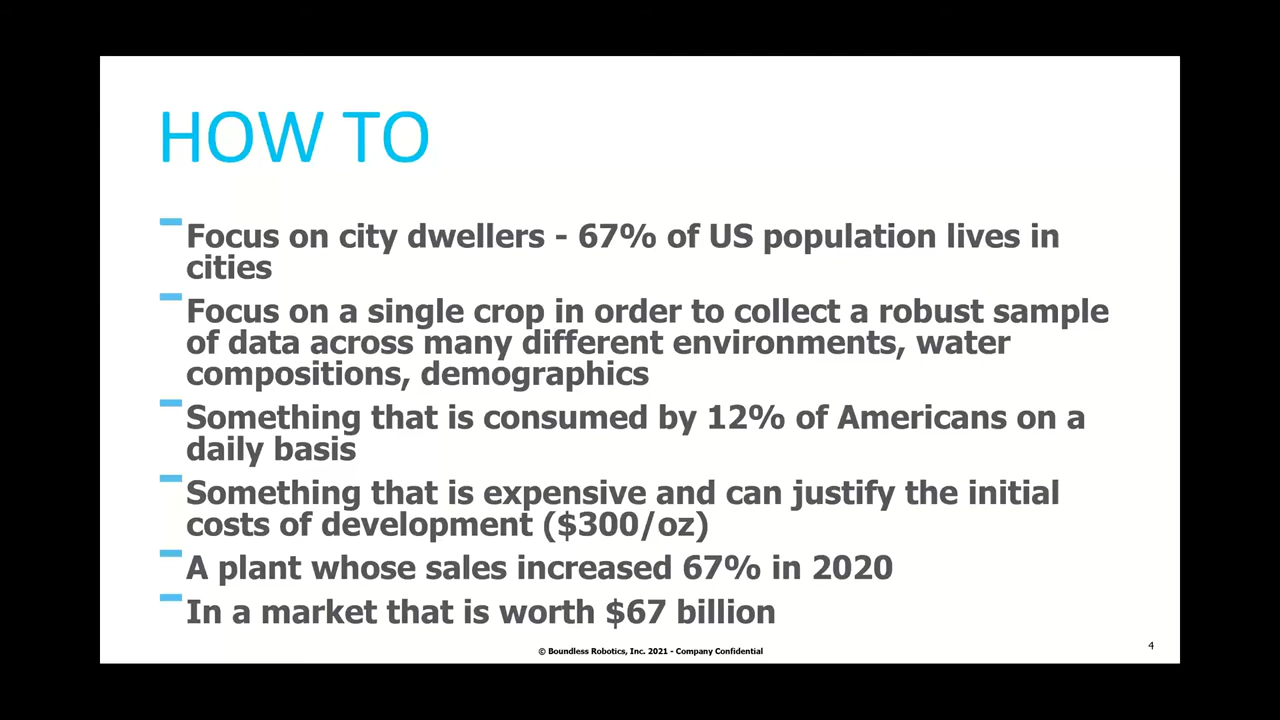 HOW TO
Focus on city dwellers - 67% of US population lives in
cities
Focus on a single crop in order to collect a robust sample
of data across many different environments, water
compositions, demographics
Something that is consumed by 12% of Americans on a
daily basis
Something that is expensive and can justify the initial
costs of development ($300/oz)
A plant whose sales increased 67% in 2020
In a market that is worth $67 billion
© Boundless Robotics, Inc. 2021 - Company Confidential
4